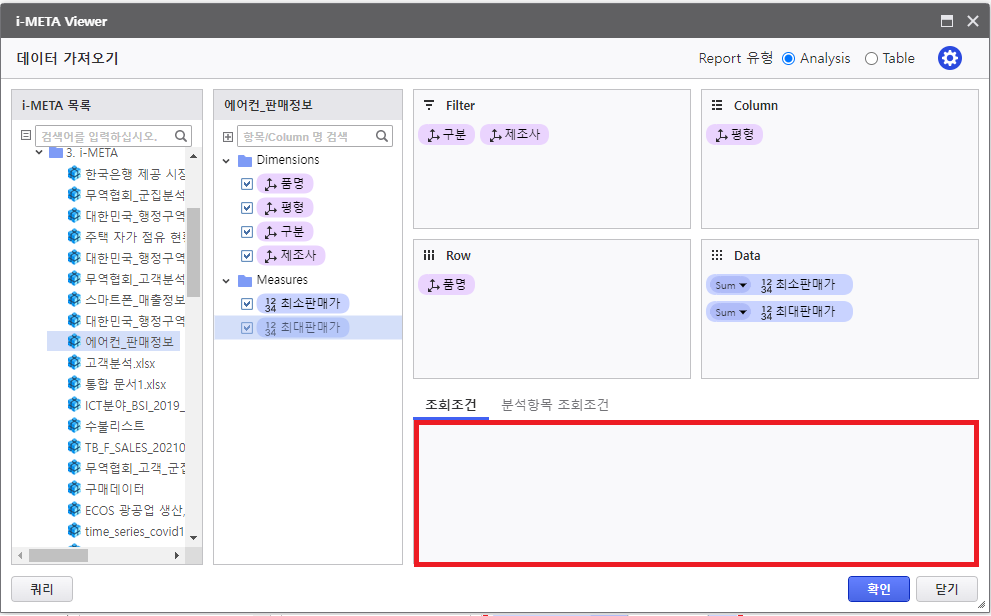 i-META Viewer
데이터 가져오기
Report 유형 Analysis Table
i-META 목록
검색어를 입력하십시오.
3. i-META
한국은행 제공 시장
무역협회_군집분석
대한민국_행정구역
주택 자가 점유 현황
대한민국_행정구역
무역협회_고객분석
스마트폰_매출정보
대한민국_행정구역
에어컨_판매정보
고객분석.xlsx
통합 문서1.xlsx
ICT분야_BSI_2019_
수불리스트
TB_F_SALES_20210
무역협회_고객_군집
구매데이터
ECOS 광공업 생산,
time_series_covid1
에어컨_판매정보
항목/Column 명 검색
Dimensions
품명
평형
구분
제조사
Measures
12 34 최소판매가
12 34 최대판매가
Filter
구분 제조사
Column
평형
Row
품명
Data
Sum 12 34 최소판매가
Sum 12 34 최대판매가
조회조건 분석항목 조회조건
쿼리 확인 닫기